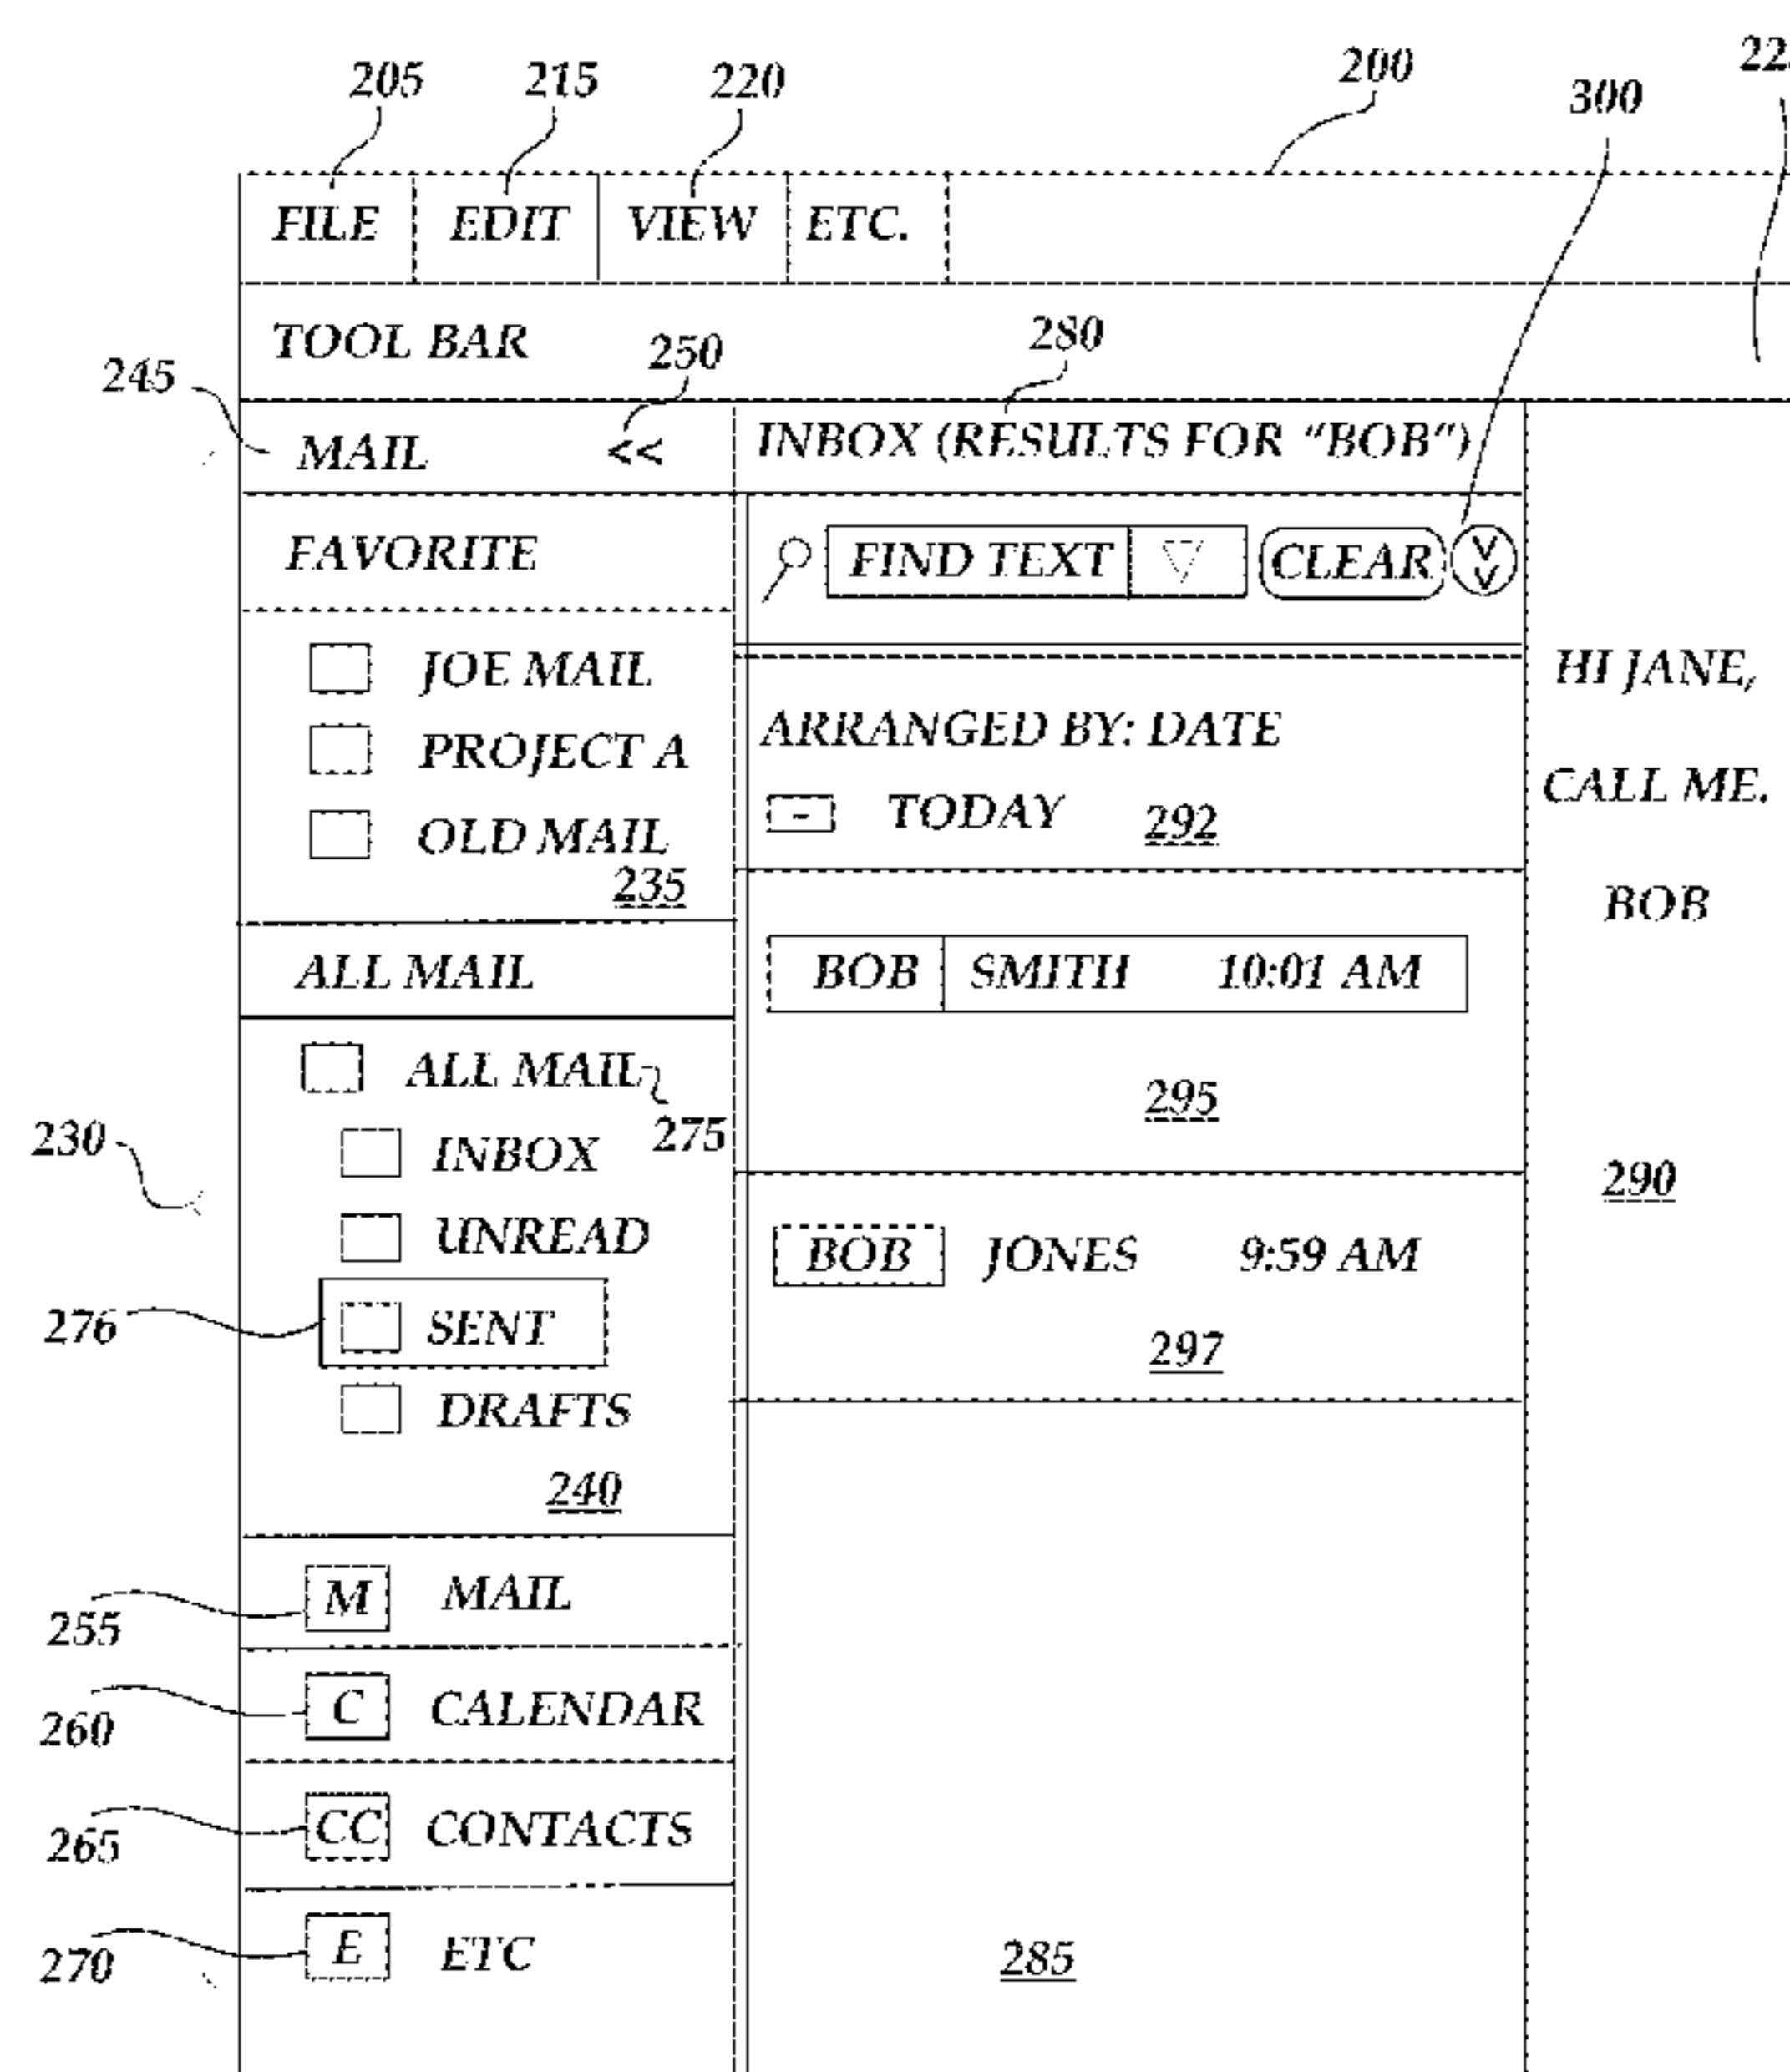 205 215 220 200 300
FILE EDIT VIEW ETC.
TOOL BAR
245 250 280
MAIL << INBOX (RESULTS FOR "BOB")
FAVORITE
FIND TEXT CLEAR
JOE MAIL
PROJECT A
OLD MAIL
235
ARRANGED BY: DATE
- TODAY 292
HI JANE,
CALL ME.
BOB
290
ALL MAIL
ALL MAIL
275
INBOX
UNREAD
276 SENT
DRAFTS
240
230
BOB SMITH 10:01 AM
295
BOB JONES 9:59 AM
297
255 M MAIL
260 C CALENDAR
265 CC CONTACTS
270 E ETC
285